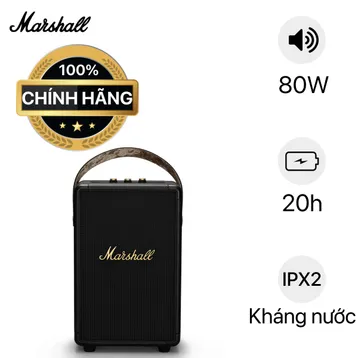 Marshall
100%
CHÍNH HÃNG
Marshall
80W
20h
IPX2
Kháng nước